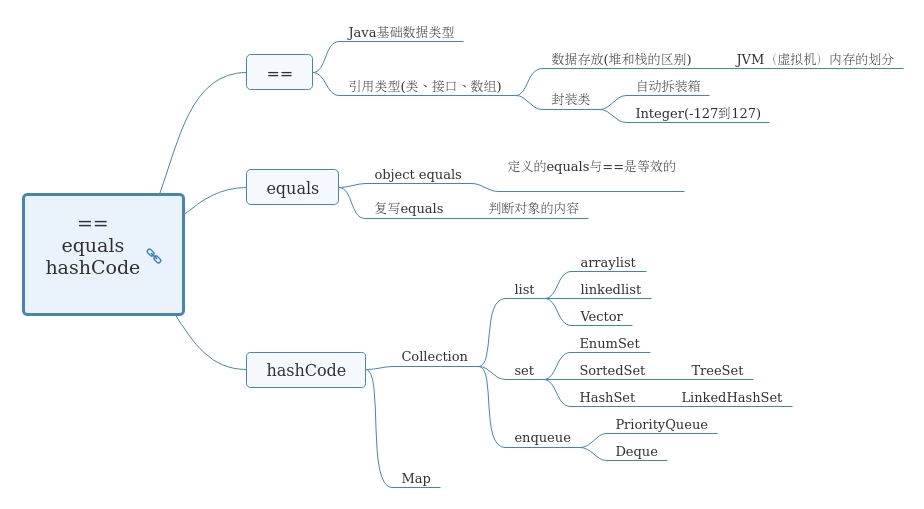 ==
equals
hashCode
==
Java基础数据类型
引用类型(类、接口、数组)
数据存放(堆和栈的区别)
JVM（虚拟机）内存的划分
封装类
自动拆装箱
Integer(-127到127)
equals
object equals
定义的equals与==是等效的
复写equals
判断对象的内容
hashCode
Collection
list
arraylist
linkedlist
Vector
set
EnumSet
SortedSet
TreeSet
HashSet
LinkedHashSet
enqueue
PriorityQueue
Deque
Map